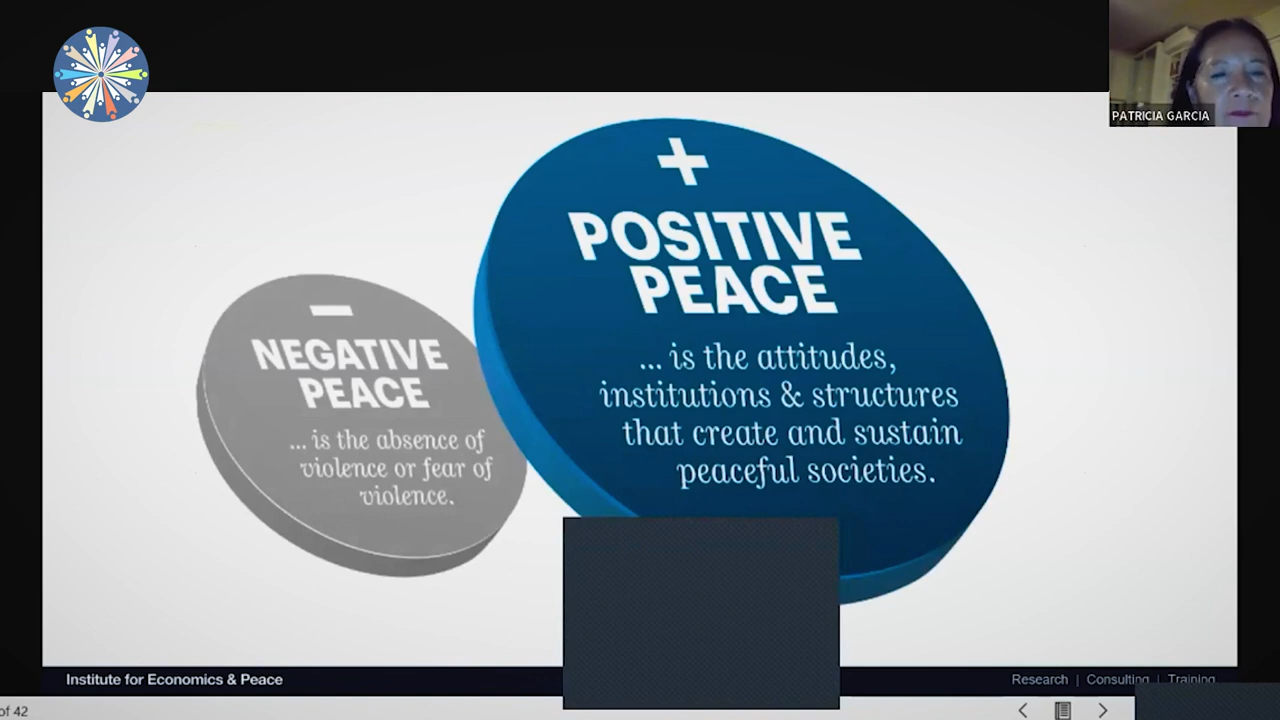 PATRICIA GARCIA
+
POSITIVE
PEACE
... is the attitudes,
institutions & structures
that create and sustain
peaceful societies.
–
NEGATIVE
PEACE
... is the absence of
violence or fear of
violence.
Institute for Economics & Peace
Research | Consulting | Training
of 42